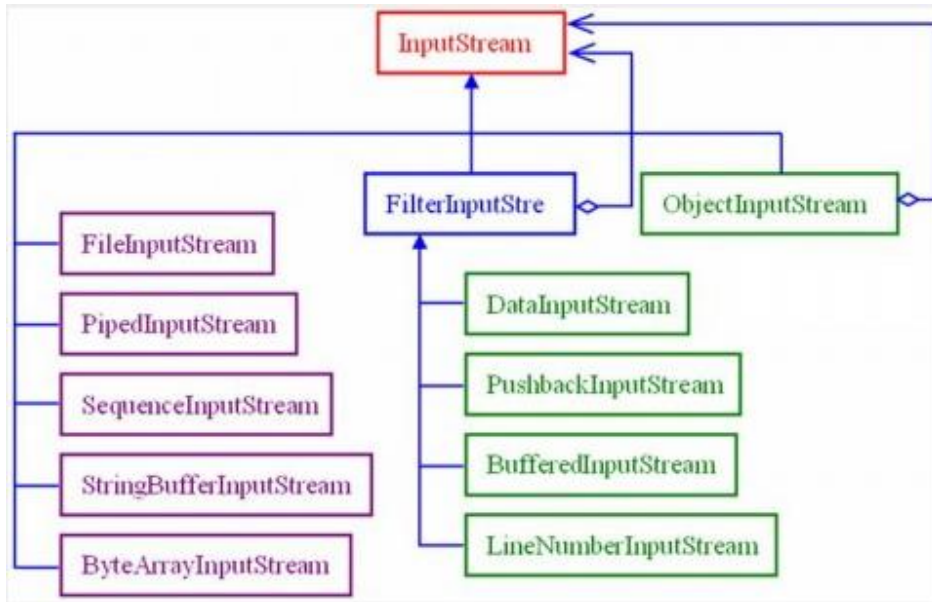 InputStream
FilterInputStre
ObjectInputStream
FileInputStream
PipedInputStream
SequenceInputStream
StringBufferInputStream
ByteArrayInputStream
DataInputStream
PushbackInputStream
BufferedInputStream
LineNumberInputStream